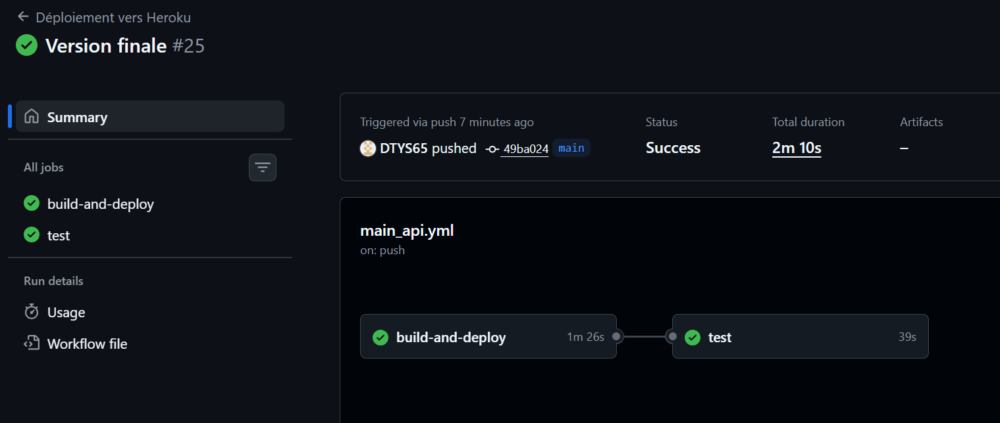 Déploiement vers Heroku
Version finale #25
Summary
All jobs
build-and-deploy
test
Run details
Usage
Workflow file
Triggered via push 7 minutes ago
DTYS65 pushed 49ba024 main
Status
Success
Total duration
2m 10s
Artifacts
–
main_api.yml
on: push
build-and-deploy 1m 26s
test 39s